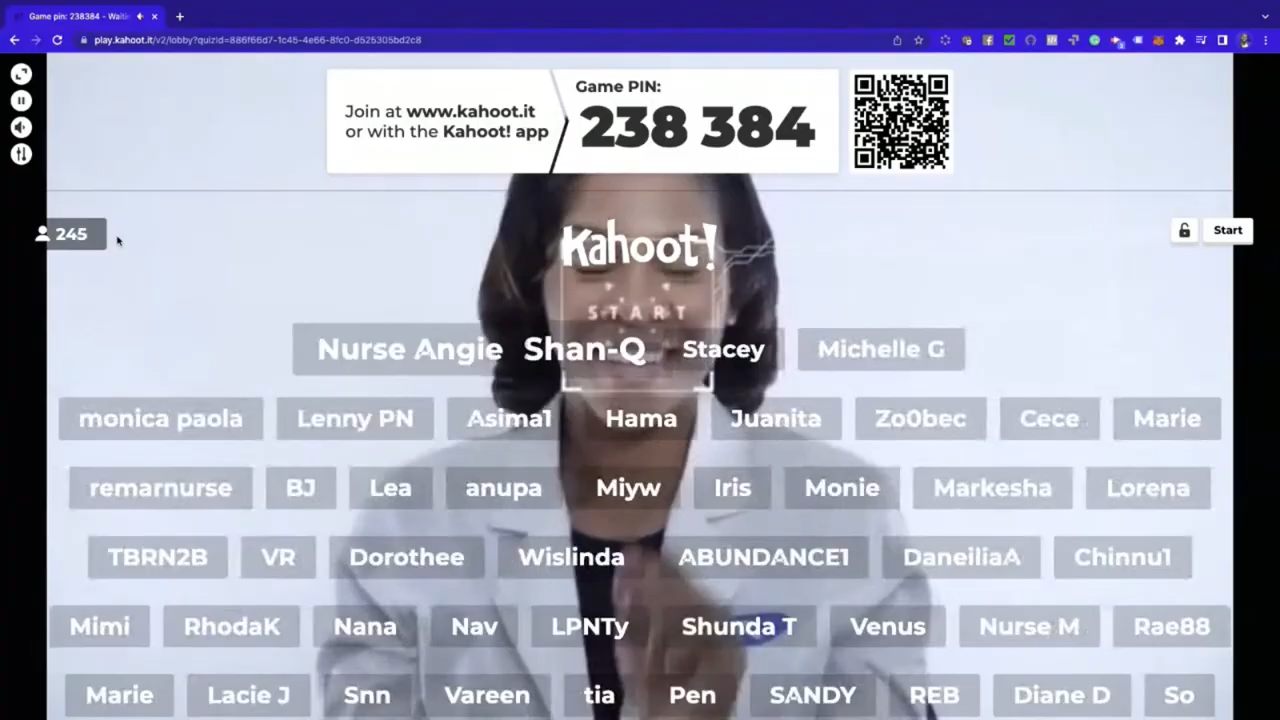 Game pin: 238384 - Waitin
play.kahoot.it/v2/lobby?quizId=886f66d7-1c45-4e66-8fc0-d525305bd2c8
Join at www.kahoot.it
or with the Kahoot! app
Game PIN:
238 384
245
Start
Kahoot!
START
Nurse Angie Shan-Q Stacey Michelle G
monica paola Lenny PN Asima1 Hama Juanita Zo0bec Cece Marie
remarnurse BJ Lea anupa Miyw Iris Monie Markesha Lorena
TBRN2B VR Dorothee Wislinda ABUNDANCE1 DaneiliaA Chinnu1
Mimi RhodaK Nana Nav LPNTy Shunda T Venus Nurse M Rae88
Marie Lacie J Snn Vareen tia Pen SANDY REB Diane D So